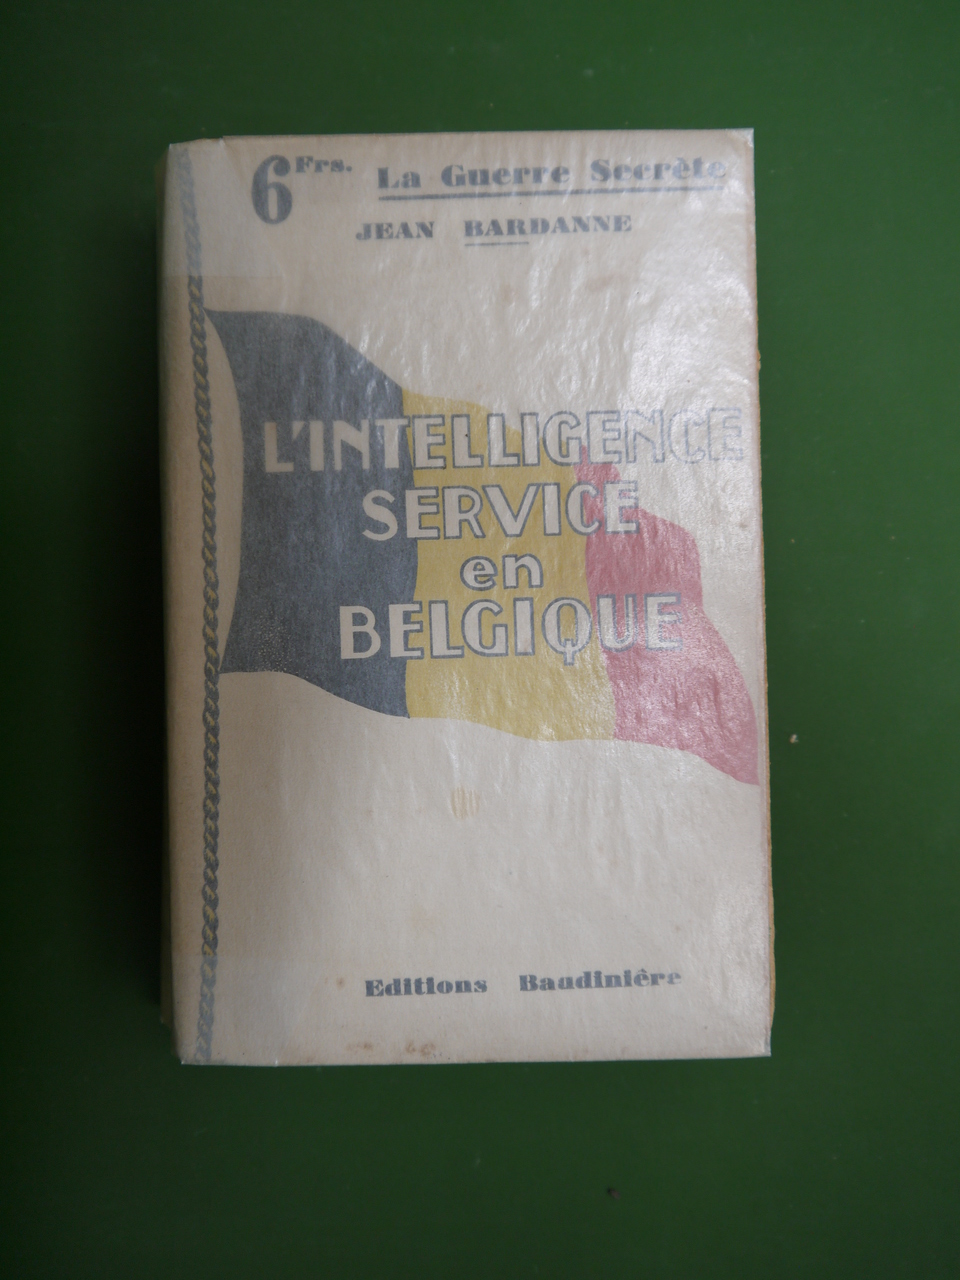 6 Frs. La Guerre Secrète
JEAN BARDANNE
L'INTELLIGENCE
SERVICE
en
BELGIQUE
Editions Baudinière